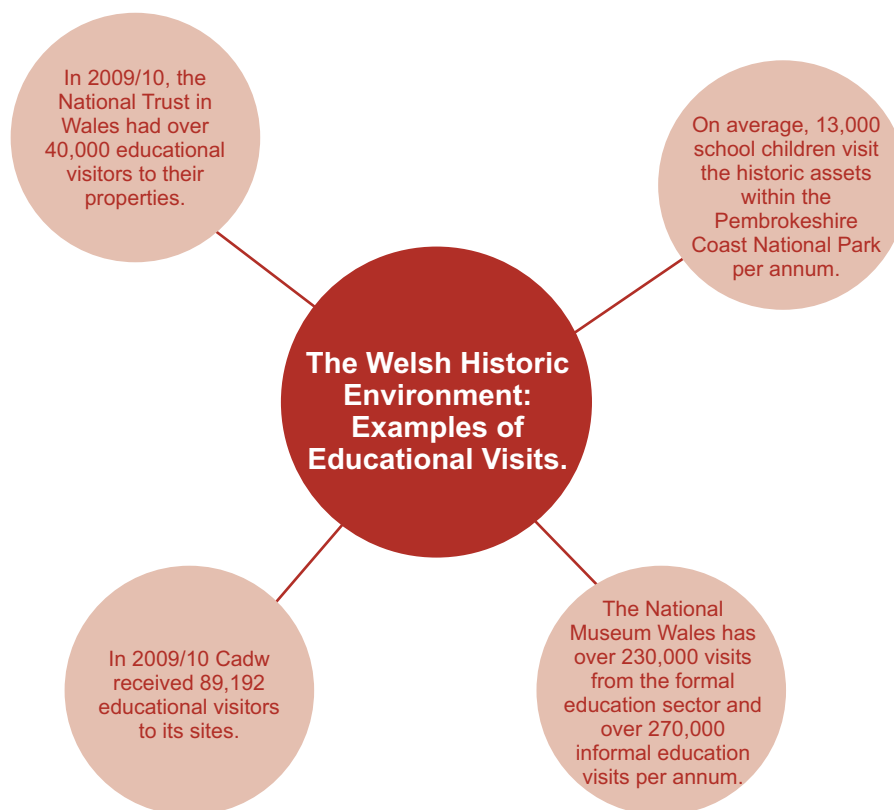 In 2009/10, the
National Trust in
Wales had over
40,000 educational
visitors to their
properties.
On average, 13,000
school children visit
the historic assets
within the
Pembrokeshire
Coast National Park
per annum.
The Welsh Historic
Environment:
Examples of
Educational Visits.
In 2009/10 Cadw
received 89,192
educational visitors
to its sites.
The National
Museum Wales has
over 230,000 visits
from the formal
education sector and
over 270,000
informal education
visits per annum.